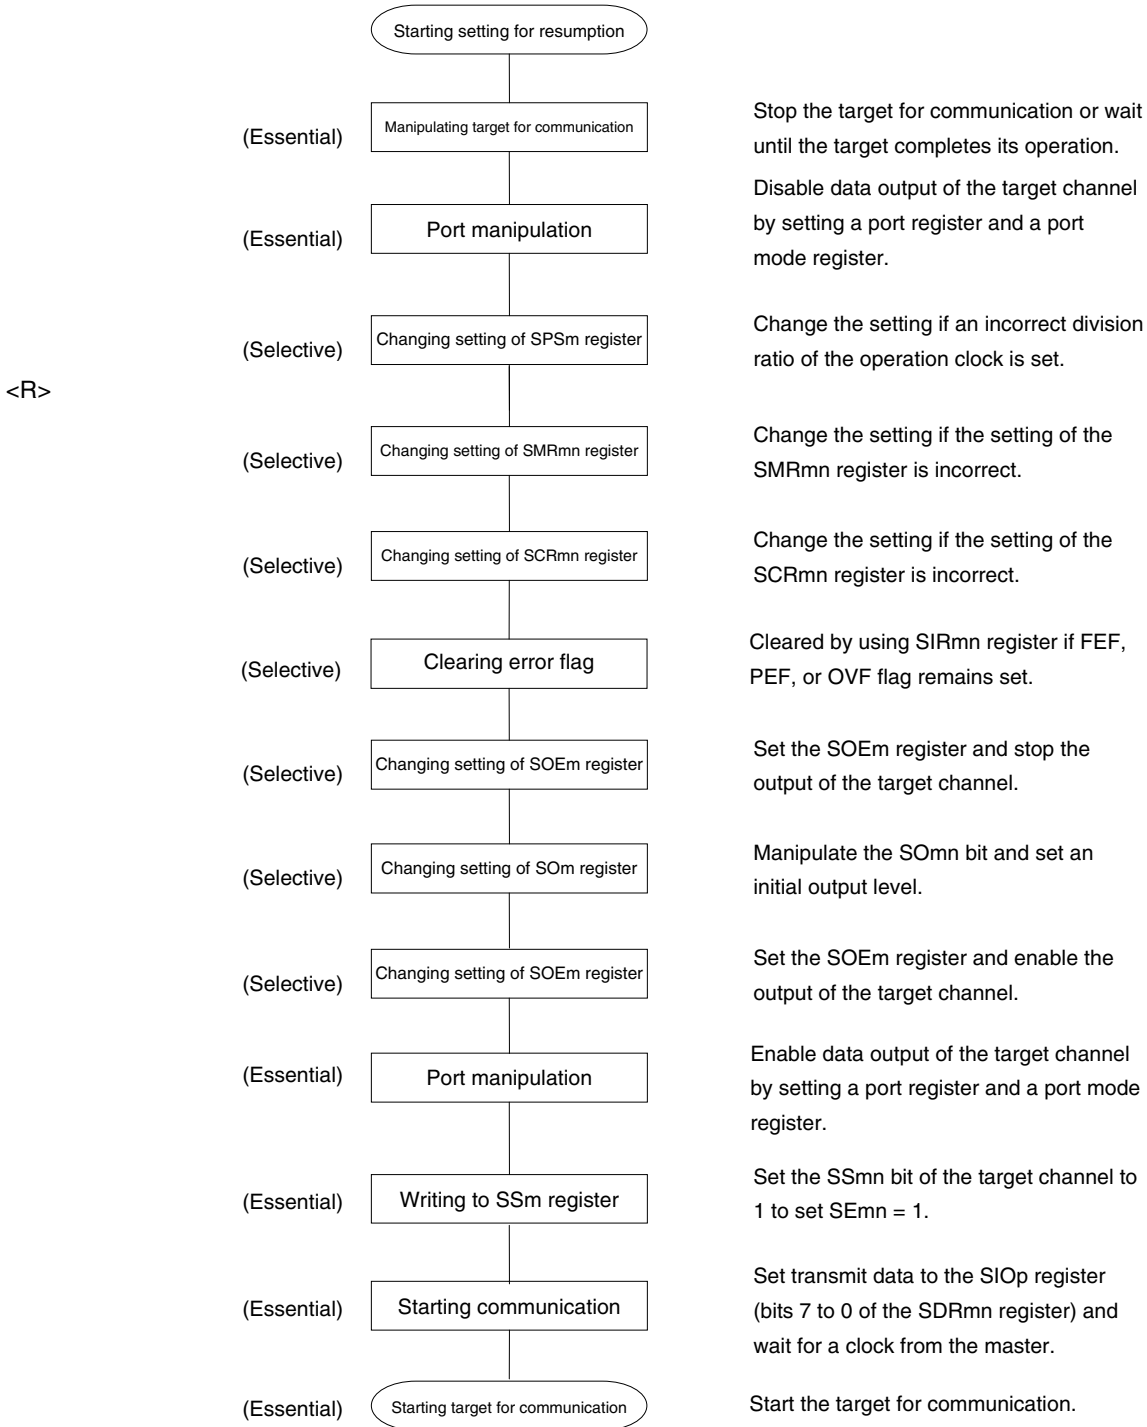 Starting setting for resumption
(Essential)
Manipulating target for communication
Stop the target for communication or wait
until the target completes its operation.
(Essential)
Port manipulation
Disable data output of the target channel
by setting a port register and a port
mode register.
(Selective)
Changing setting of SPSm register
Change the setting if an incorrect division
ratio of the operation clock is set.
<R>
(Selective)
Changing setting of SMRmn register
Change the setting if the setting of the
SMRmn register is incorrect.
(Selective)
Changing setting of SCRmn register
Change the setting if the setting of the
SCRmn register is incorrect.
(Selective)
Clearing error flag
Cleared by using SIRmn register if FEF,
PEF, or OVF flag remains set.
(Selective)
Changing setting of SOEm register
Set the SOEm register and stop the
output of the target channel.
(Selective)
Changing setting of SOm register
Manipulate the SOmn bit and set an
initial output level.
(Selective)
Changing setting of SOEm register
Set the SOEm register and enable the
output of the target channel.
(Essential)
Port manipulation
Enable data output of the target channel
by setting a port register and a port mode
register.
(Essential)
Writing to SSm register
Set the SSmn bit of the target channel to
1 to set SEmn = 1.
(Essential)
Starting communication
Set transmit data to the SIOp register
(bits 7 to 0 of the SDRmn register) and
wait for a clock from the master.
(Essential)
Starting target for communication
Start the target for communication.